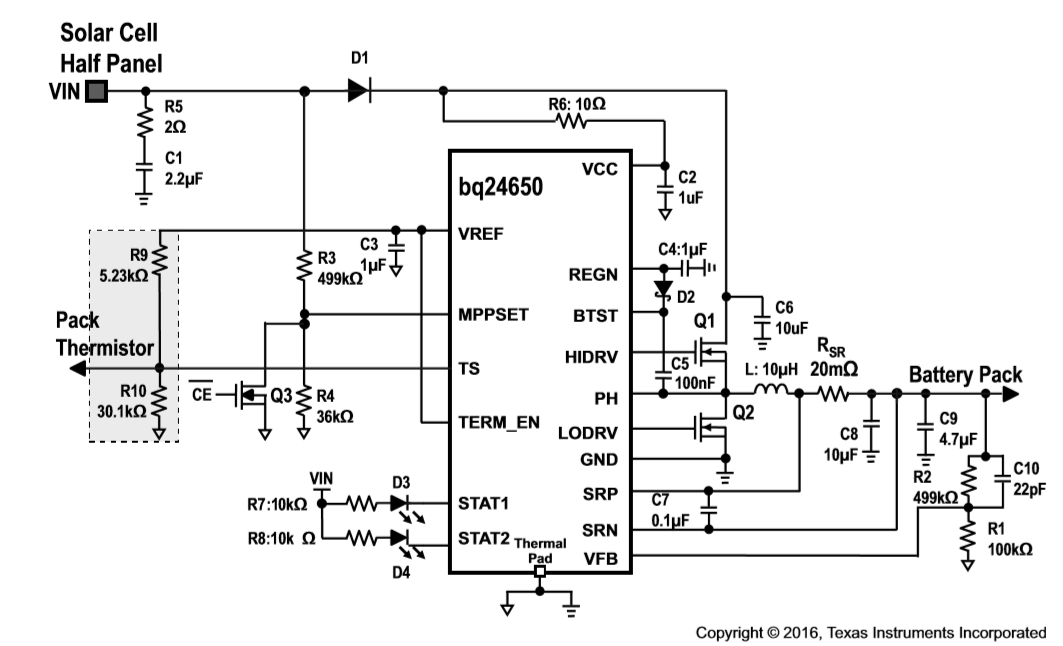 Solar Cell
Half Panel
VIN
D1
R5
2Ω
R6: 10Ω
C1
2.2µF
VCC
bq24650
C2
1uF
VREF
C3
1µF
R9
5.23kΩ
R3
499kΩ
C4:1µF
REGN
D2
BTST
C6
10uF
Pack
Thermistor
MPPSET
Q1
HIDRV
C5
100nF
L: 10µH
RSR
20mΩ
Battery Pack
TS
R10
30.1kΩ
CE
Q3
R4
36kΩ
PH
Q2
TERM_EN
LODRV
C8
10µF
C9
4.7µF
GND
VIN
R7:10kΩ
D3
STAT1
SRP
C7
0.1µF
R2
499kΩ
C10
22pF
R8:10k Ω
D4
STAT2
Thermal
Pad
SRN
VFB
R1
100kΩ
Copyright © 2016, Texas Instruments Incorporated